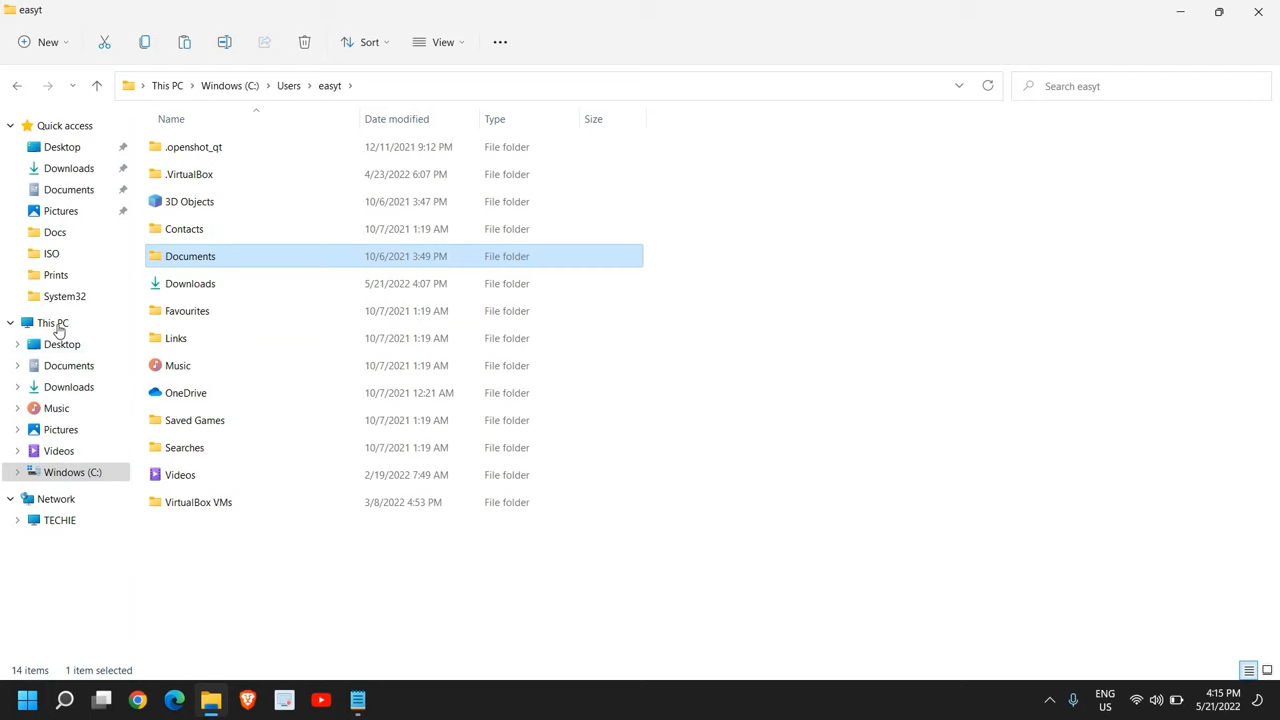 easyt
New Sort View
This PC Windows (C:) Users easyt Search easyt
Name Date modified Type Size
Quick access
Desktop
Downloads
Documents
Pictures
Docs
ISO
Prints
System32
This PC
Desktop
Documents
Downloads
Music
Pictures
Videos
Windows (C:)
Network
TECHIE
.openshot_qt 12/11/2021 9:12 PM File folder
.VirtualBox 4/23/2022 6:07 PM File folder
3D Objects 10/6/2021 3:47 PM File folder
Contacts 10/7/2021 1:19 AM File folder
Documents 10/6/2021 3:49 PM File folder
Downloads 5/21/2022 4:07 PM File folder
Favourites 10/7/2021 1:19 AM File folder
Links 10/7/2021 1:19 AM File folder
Music 10/7/2021 1:19 AM File folder
OneDrive 10/7/2021 12:21 AM File folder
Saved Games 10/7/2021 1:19 AM File folder
Searches 10/7/2021 1:19 AM File folder
Videos 2/19/2022 7:49 AM File folder
VirtualBox VMs 3/8/2022 4:53 PM File folder
14 items 1 item selected
ENG
US
4:15 PM
5/21/2022